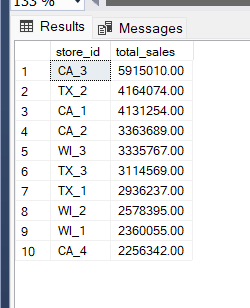 133 %
Results Messages
store_id total_sales
1 CA_3 5915010.00
2 TX_2 4164074.00
3 CA_1 4131254.00
4 CA_2 3363689.00
5 WI_3 3335767.00
6 TX_3 3114569.00
7 TX_1 2936237.00
8 WI_2 2578395.00
9 WI_1 2360055.00
10 CA_4 2256342.00